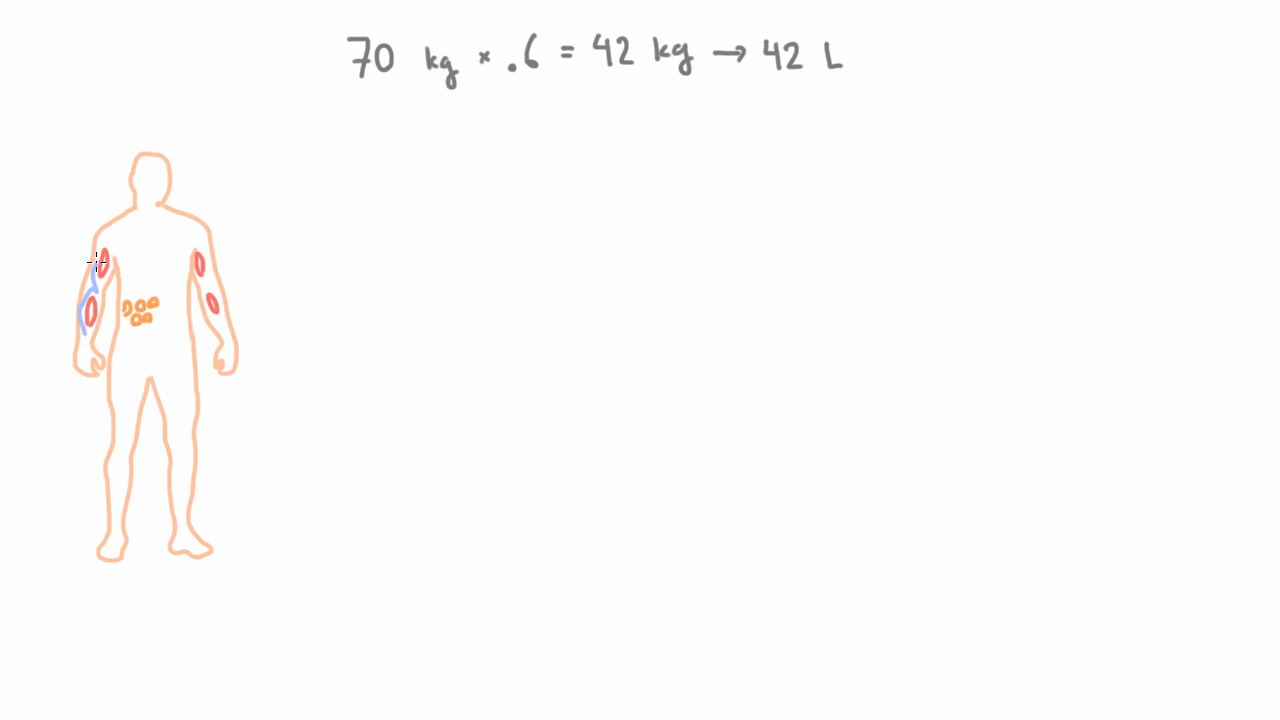 70 kg × .6 = 42 kg → 42 L